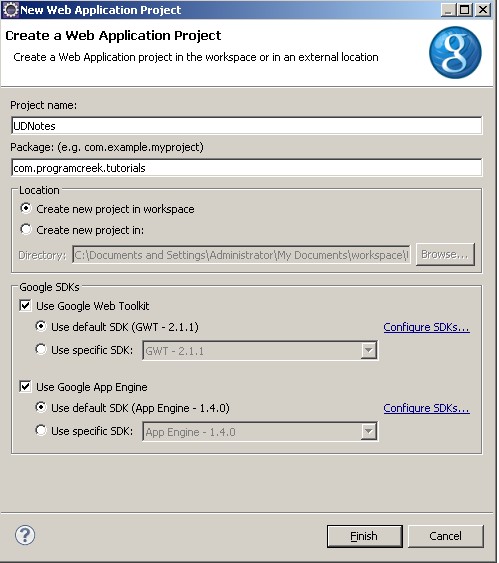 New Web Application Project
Create a Web Application Project
Create a Web Application project in the workspace or in an external location
g
Project name:
UDNotes
Package: (e.g. com.example.myproject)
com.programcreek.tutorials
Location
Create new project in workspace
Create new project in:
Directory: C:\Documents and Settings\Administrator\My Documents\workspace\ Browse...
Google SDKs
Use Google Web Toolkit
Use default SDK (GWT - 2.1.1) Configure SDKs...
Use specific SDK: GWT - 2.1.1
Use Google App Engine
Use default SDK (App Engine - 1.4.0) Configure SDKs...
Use specific SDK: App Engine - 1.4.0
? Finish Cancel